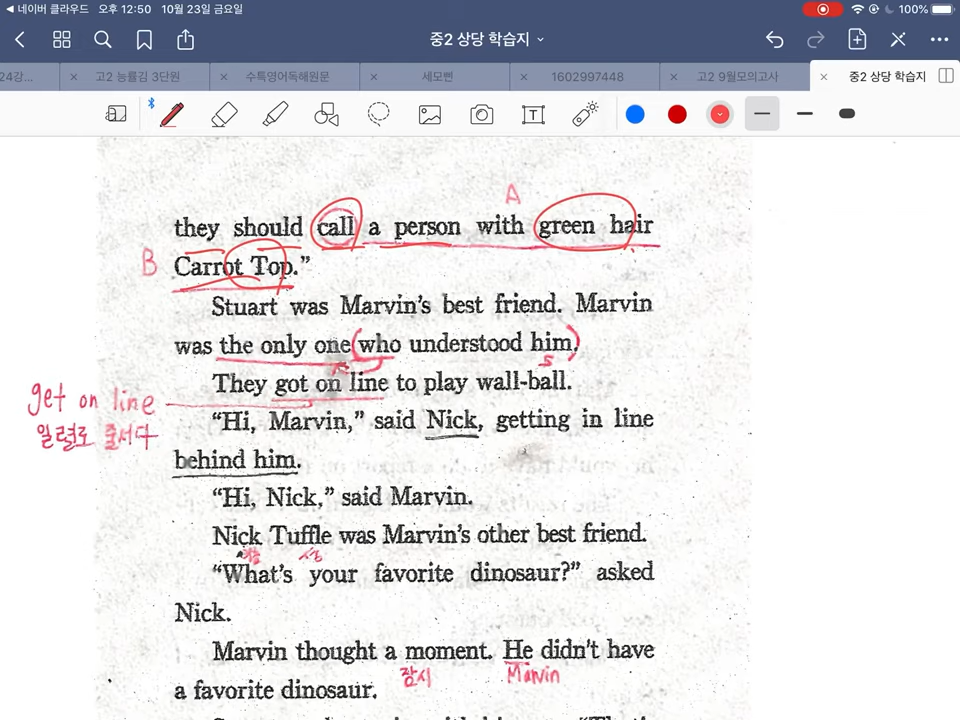 네이버 클라우드 오후 12:50 10월 23일 금요일 100%
중2 상당 학습지
24강... 고2 능률김 3단원 수특영어독해원문 세모삔 1602997448 고2 9월모의고사 중2 상당 학습지
A
they should call a person with green hair
B Carrot Top.”
Stuart was Marvin’s best friend. Marvin
was the only one (who understood him.)
S
They got on line to play wall-ball.
get on line
“Hi, Marvin,” said Nick, getting in line
일렬로 줄서다
behind him.
“Hi, Nick,” said Marvin.
Nick Tuffle was Marvin’s other best friend.
이름 성
“What’s your favorite dinosaur?” asked
Nick.
Marvin thought a moment. He didn’t have
잠시 Marvin
a favorite dinosaur.